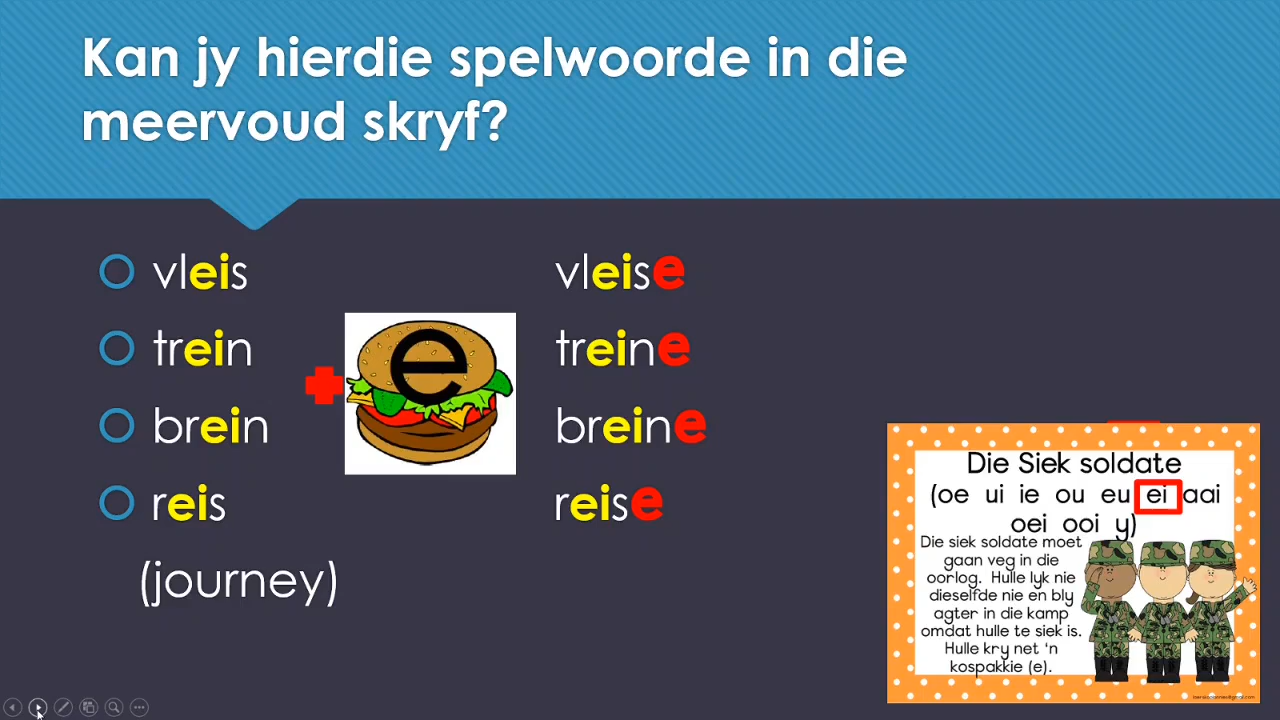 Kan jy hierdie spelwoorde in die
meervoud skryf?
vleis
trein
brein
reis
(journey)
e
vleise
treine
breine
reise
Die Siek soldate
(oe ui ie ou eu ei aai
oei ooi y)
Die siek soldate moet
gaan veg in die
oorlog. Hulle lyk nie
dieselfde nie en bly
agter in die kamp
omdat hulle te siek is.
Hulle kry net 'n
kospakkie (e).